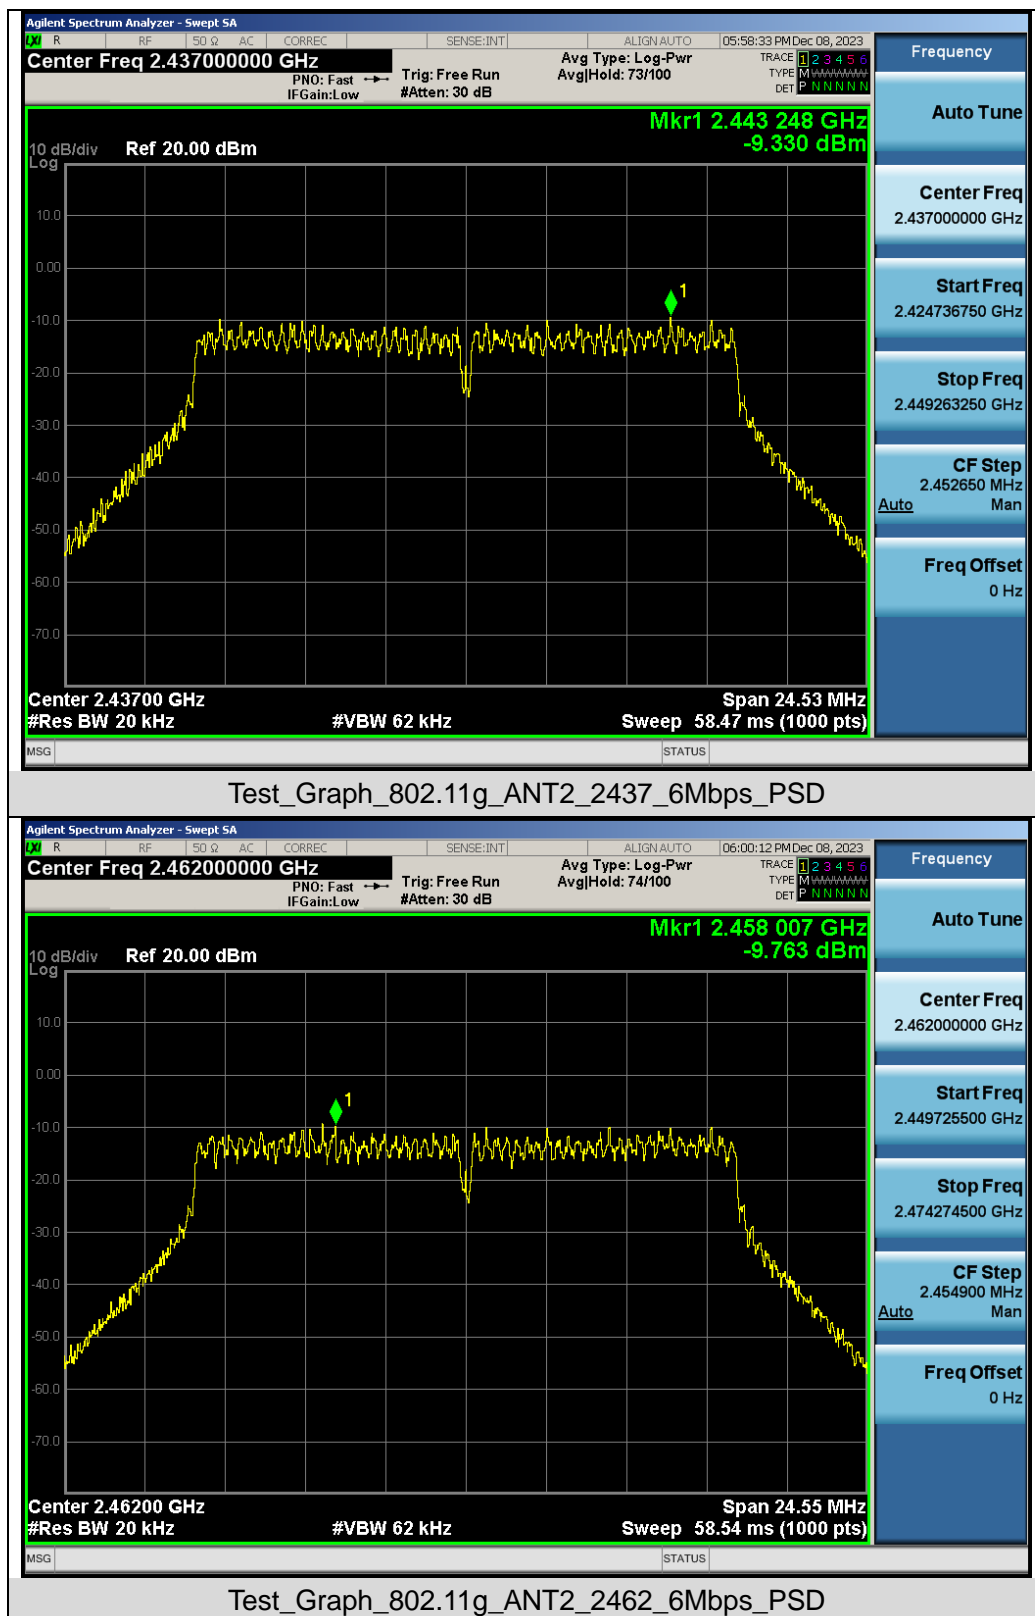 Agilent Spectrum Analyzer - Swept SA
LXI R RF 50 Ω AC CORREC SENSE:INT ALIGN AUTO 05:58:33 PM Dec 08, 2023
Center Freq 2.437000000 GHz
PNO: Fast
IFGain:Low
Trig: Free Run
#Atten: 30 dB
Avg Type: Log-Pwr
Avg|Hold: 73/100
TRACE 1 2 3 4 5 6
TYPE M
DET P N N N N N
Mkr1 2.443 248 GHz
-9.330 dBm
10 dB/div
Log
Ref 20.00 dBm
10.0
0.00
1
-10.0
-20.0
-30.0
-40.0
-50.0
-60.0
-70.0
Center 2.43700 GHz
Span 24.53 MHz
#Res BW 20 kHz
#VBW 62 kHz
Sweep 58.47 ms (1000 pts)
MSG
STATUS
Frequency
Auto Tune
Center Freq
2.437000000 GHz
Start Freq
2.424736750 GHz
Stop Freq
2.449263250 GHz
CF Step
2.452650 MHz
Auto Man
Freq Offset
0 Hz
Test_Graph_802.11g_ANT2_2437_6Mbps_PSD
Agilent Spectrum Analyzer - Swept SA
LXI R RF 50 Ω AC CORREC SENSE:INT ALIGN AUTO 06:00:12 PM Dec 08, 2023
Center Freq 2.462000000 GHz
PNO: Fast
IFGain:Low
Trig: Free Run
#Atten: 30 dB
Avg Type: Log-Pwr
Avg|Hold: 74/100
TRACE 1 2 3 4 5 6
TYPE M
DET P N N N N N
Mkr1 2.458 007 GHz
-9.763 dBm
10 dB/div
Log
Ref 20.00 dBm
10.0
0.00
1
-10.0
-20.0
-30.0
-40.0
-50.0
-60.0
-70.0
Center 2.46200 GHz
Span 24.55 MHz
#Res BW 20 kHz
#VBW 62 kHz
Sweep 58.54 ms (1000 pts)
MSG
STATUS
Frequency
Auto Tune
Center Freq
2.462000000 GHz
Start Freq
2.449725500 GHz
Stop Freq
2.474274500 GHz
CF Step
2.454900 MHz
Auto Man
Freq Offset
0 Hz
Test_Graph_802.11g_ANT2_2462_6Mbps_PSD